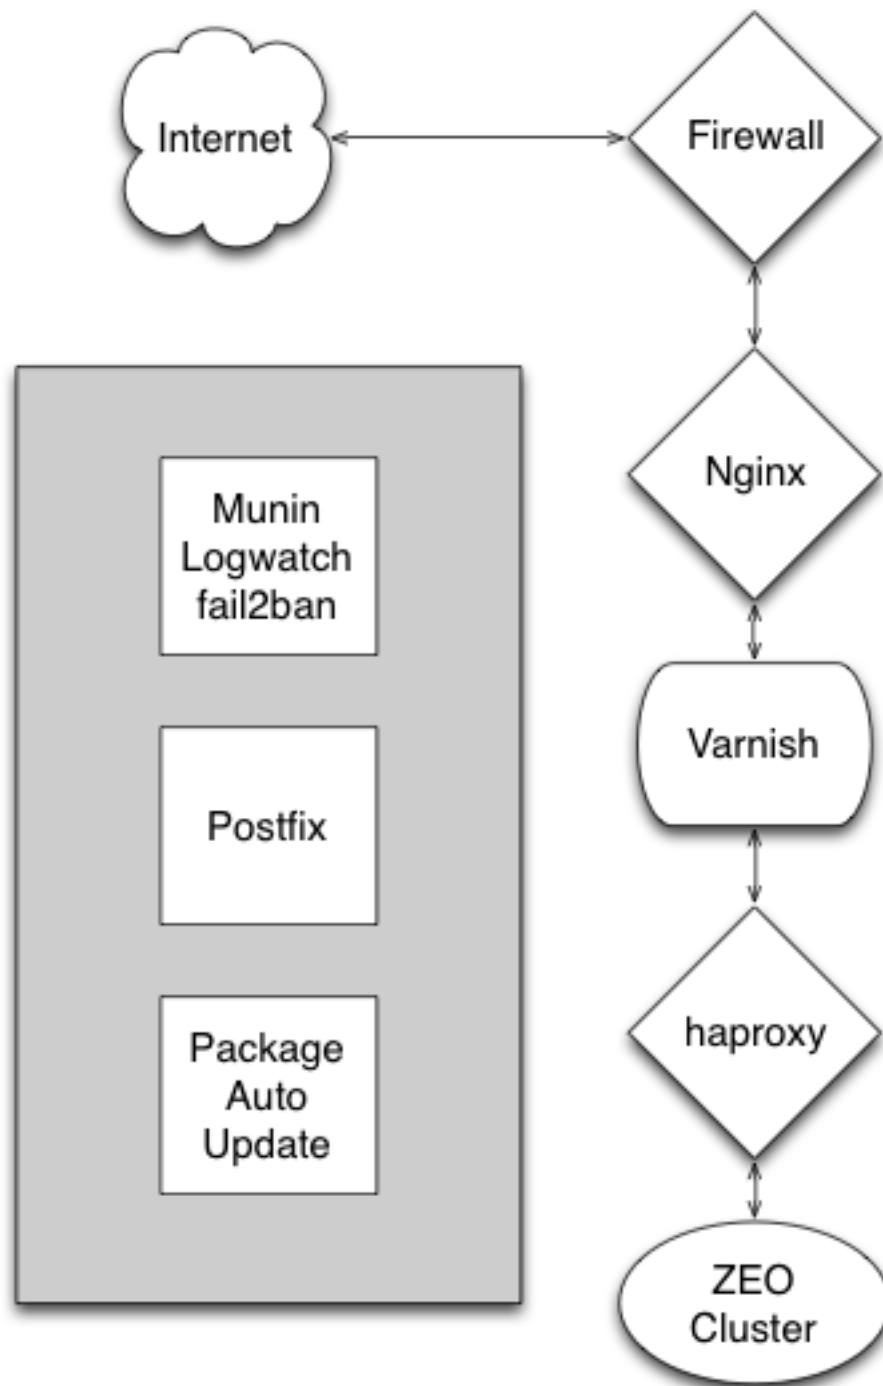 Internet
Firewall
Nginx
Munin
Logwatch
fail2ban
Varnish
Postfix
haproxy
Package
Auto
Update
ZEO
Cluster